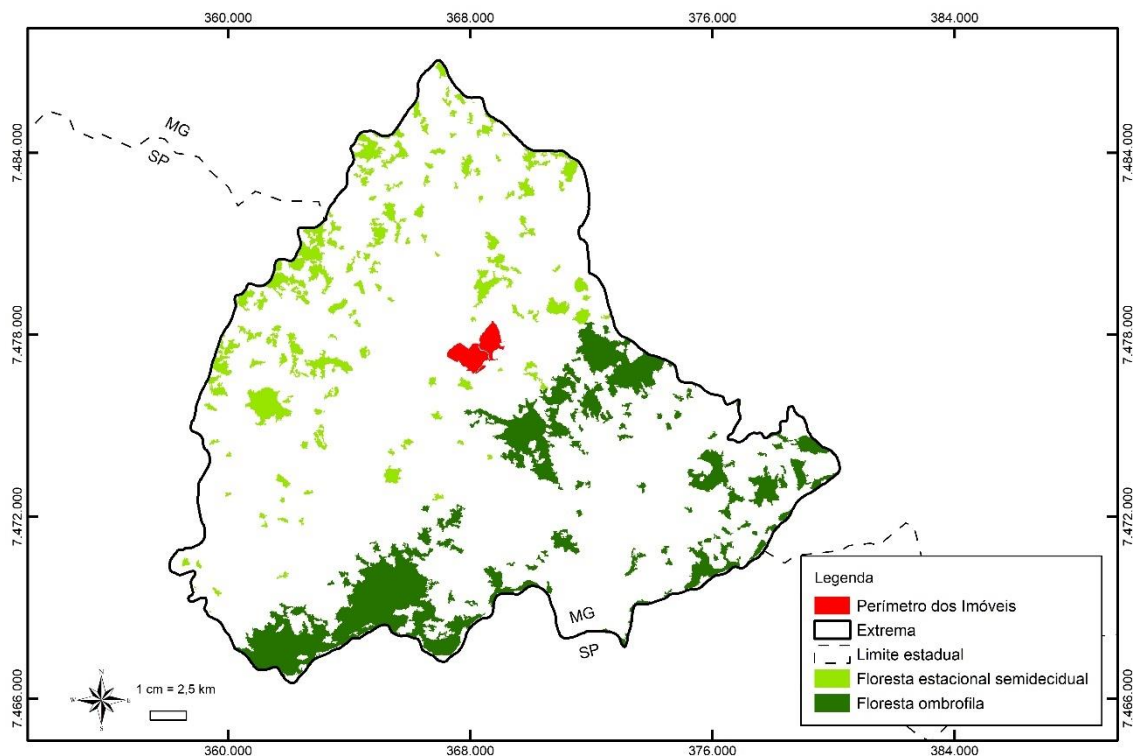 360.000 368.000 376.000 384.000
MG
SP
7.484.000 7.484.000
7.478.000 7.478.000
7.472.000 7.472.000
MG
SP
Legenda
Perímetro dos Imóveis
Extrema
Limite estadual
Floresta estacional semidecidual
Floresta ombrofila
N
W E
S
1 cm = 2,5 km
7.466.000 7.466.000
360.000 368.000 376.000 384.000